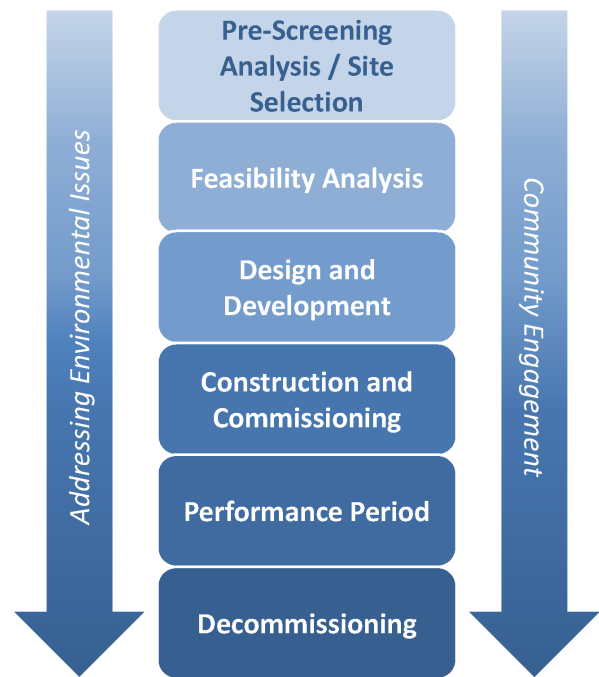 Pre-Screening
Analysis / Site
Selection
Feasibility Analysis
Design and
Development
Construction and
Commissioning
Performance Period
Decommissioning
Addressing Environmental Issues
Community Engagement